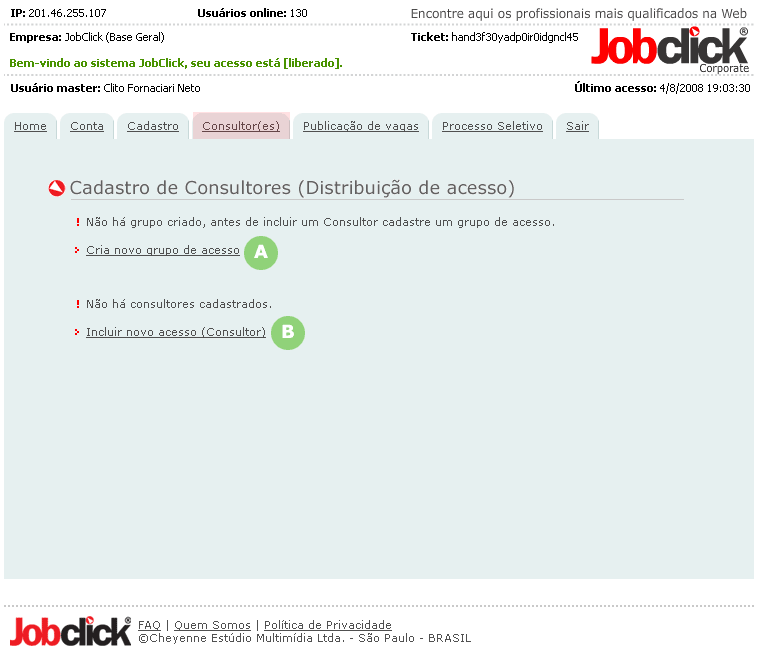 IP: 201.46.255.107 Usuários online: 130 Encontre aqui os profissionais mais qualificados na Web
Empresa: JobClick (Base Geral) Ticket: hand3f30yadp0ir0idgncl45 Jobclick®
Corporate
Bem-vindo ao sistema JobClick, seu acesso está [liberado].
Usuário master: Clito Fornaciari Neto Último acesso: 4/8/2008 19:03:30
Home Conta Cadastro Consultor(es) Publicação de vagas Processo Seletivo Sair
Cadastro de Consultores (Distribuição de acesso)
! Não há grupo criado, antes de incluir um Consultor cadastre um grupo de acesso.
Cria novo grupo de acesso A
! Não há consultores cadastrados.
Incluir novo acesso (Consultor) B
Jobclick® FAQ | Quem Somos | Política de Privacidade
©Cheyenne Estúdio Multimídia Ltda. - São Paulo - BRASIL